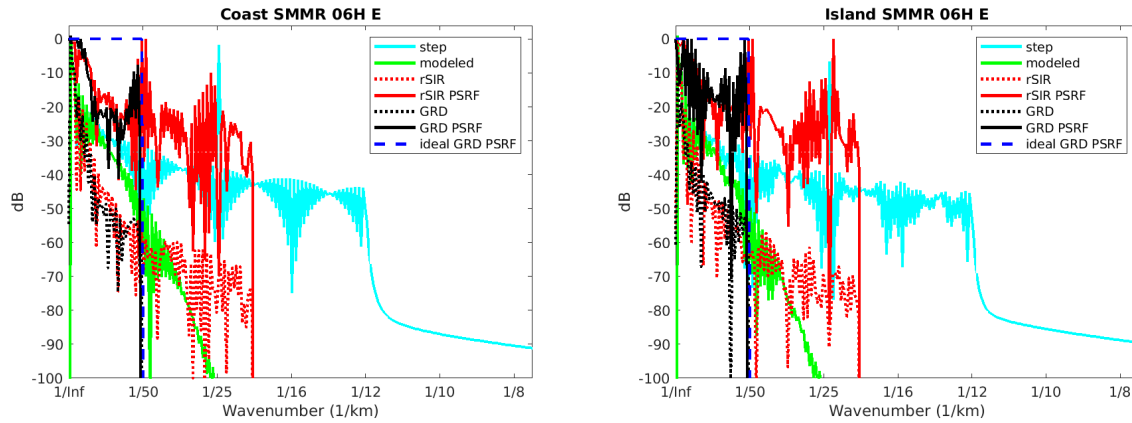 Coast SMMR 06H E
0
-10
-20
-30
-40
-50
-60
-70
-80
-90
-100
dB
1/Inf
1/50
1/25
1/16
1/12
1/10
1/8
Wavenumber (1/km)
step
modeled
rSIR
rSIR PSRF
GRD
GRD PSRF
ideal GRD PSRF
Island SMMR 06H E
0
-10
-20
-30
-40
-50
-60
-70
-80
-90
-100
dB
1/Inf
1/50
1/25
1/16
1/12
1/10
1/8
Wavenumber (1/km)
step
modeled
rSIR
rSIR PSRF
GRD
GRD PSRF
ideal GRD PSRF